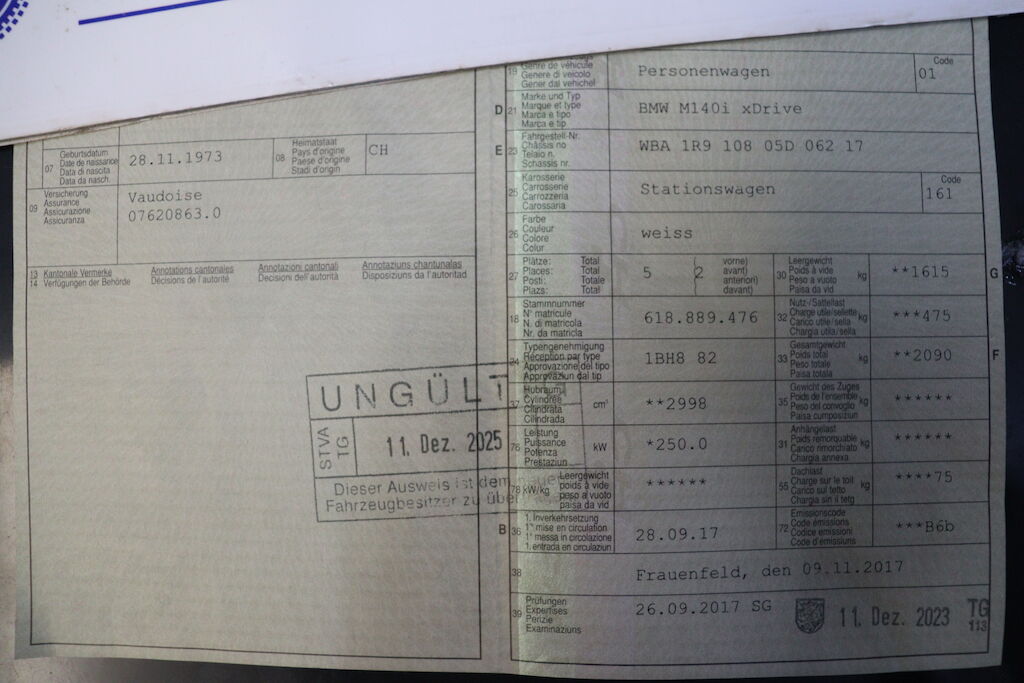 07 Geburtsdatum
Date de naissance
Data di nascita
Data da nasch.
28.11.1973
08 Heimatstaat
Pays d'origine
Paese d'origine
Stadi d'origin
CH
09 Versicherung
Assurance
Assicurazione
Assicuranza
Vaudoise
07620863.0
13 Kantonale Vermerke
14 Verfügungen der Behörde
Annotations cantonales
Décisions de l'autorité
Annotazioni cantonali
Decisioni dell'autorità
Annotaziuns chantunalas
Disposiziuns da l'autoritad
UNGÜLT
STVA
TG
11. Dez. 2025
Dieser Ausweis ist dem
Fahrzeugbesitzer zu
19 Genre de véhicule
Genere di veicolo
Gener dal vehichel
Personenwagen
Code
01
D 21 Marke und Typ
Marque et type
Marca e tipo
Marca e tip
BMW M140i xDrive
E 23 Fahrgestell-Nr.
Châssis no
Telaio n.
Schassis nr.
WBA 1R9 108 05D 062 17
25 Karosserie
Carrosserie
Carrozzeria
Carossaria
Stationswagen
Code
161
26 Farbe
Couleur
Colore
Colur
weiss
27 Plätze: Total
Places: Total
Posti: Totale
Plazs: Total
5 (2
vorne)
avant)
anteriori)
davant)
30 Leergewicht
Poids à vide
Peso a vuoto
Paisa da vid
kg
**1615
G
18 Stammnummer
N° matricule
N. di matricola
Nr. da matricla
618.889.476
32 Nutz-/Sattellast
Charge utile/sellette
Carico utile/sella
Chargia utila/sella
kg
***475
24 Typengenehmigung
Réception par type
Approvazione del tipo
Approvaziun dal tip
1BH8 82
33 Gesamtgewicht
Poids total
Peso totale
Paisa totala
kg
**2090
F
37 Hubraum
Cylindrée
Cilindrata
Cilindrada
cm³
**2998
35 Gewicht des Zuges
Poids de l'ensemble
Peso del convoglio
Paisa cumposiziun
kg
******
76 Leistung
Puissance
Potenza
Prestaziun
kW
*250.0
31 Anhängelast
Poids remorquable
Carico rimorchiato
Chargia annexa
kg
******
78 kW/kg
Leergewicht
poids à vide
peso a vuoto
paisa da vid
******
55 Dachlast
Charge sur le toit
Carico sul tetto
Chargia sin il tetg
kg
****75
B 36 1. Inverkehrsetzung
1re mise en circulation
1a messa in circolazione
1. entrada en circulaziun
28.09.17
72 Emissionscode
Code émissions
Codice emissioni
Code d'emissiuns
***B6b
38 Frauenfeld, den 09.11.2017
39 Prüfungen
Expertises
Perizie
Examinaziuns
26.09.2017 SG
11. Dez. 2023
TG
113